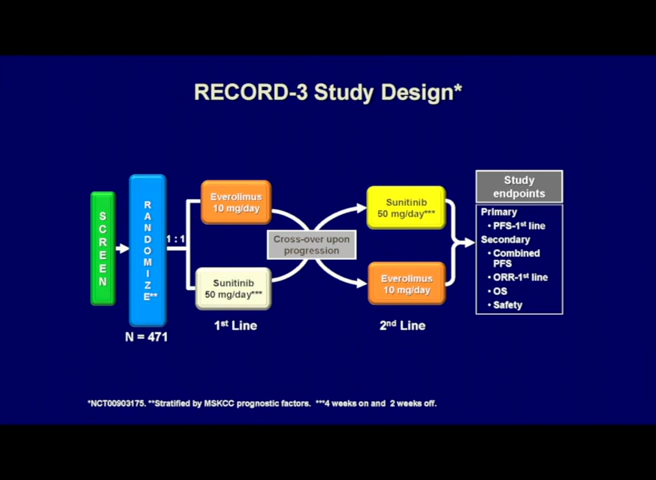 RECORD-3 Study Design*
SCREEN
RANDOMIZE**
N = 471
1 : 1
Everolimus
10 mg/day
Sunitinib
50 mg/day***
1st Line
Cross-over upon
progression
Sunitinib
50 mg/day***
Everolimus
10 mg/day
2nd Line
Study
endpoints
Primary
• PFS-1st line
Secondary
• Combined
PFS
• ORR-1st line
• OS
• Safety
*NCT00903175. **Stratified by MSKCC prognostic factors. ***4 weeks on and 2 weeks off.